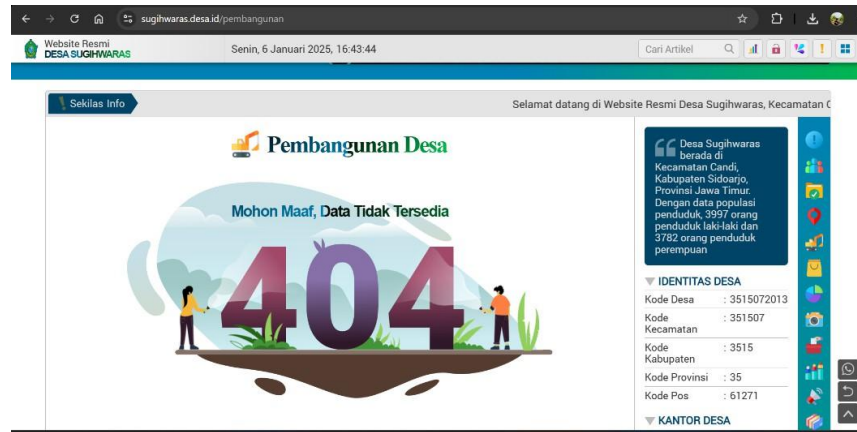 sugihwaras.desa.id/pembangunan
Website Resmi
DESA SUGIHWARAS
Senin, 6 Januari 2025, 16:43:44
Cari Artikel
Sekilas Info
Selamat datang di Website Resmi Desa Sugihwaras, Kecamatan C
Pembangunan Desa
Mohon Maaf, Data Tidak Tersedia
404
Desa Sugihwaras
berada di
Kecamatan Candi,
Kabupaten Sidoarjo,
Provinsi Jawa Timur.
Dengan data populasi
penduduk, 3997 orang
penduduk laki-laki dan
3782 orang penduduk
perempuan
IDENTITAS DESA
Kode Desa : 3515072013
Kode
Kecamatan : 351507
Kode
Kabupaten : 3515
Kode Provinsi : 35
Kode Pos : 61271
KANTOR DESA